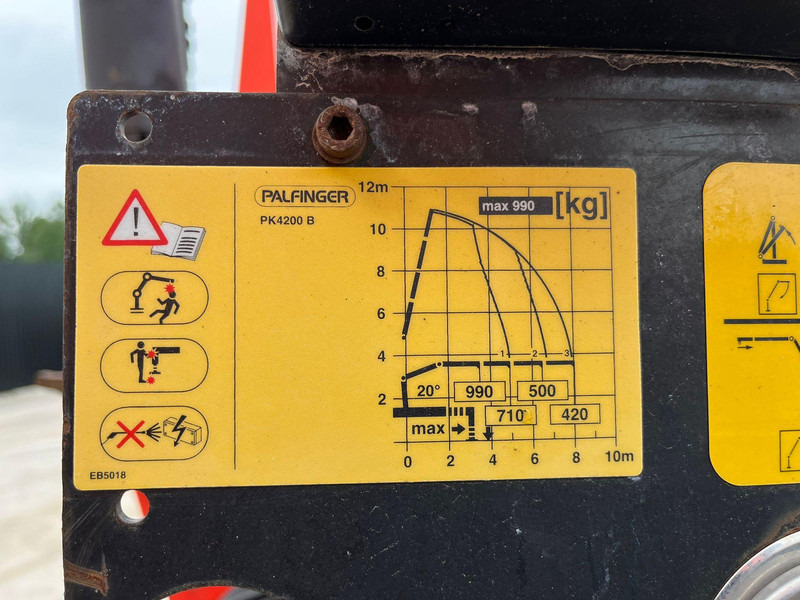 PALFINGER
PK4200 B
EB5018
12m
max 990 [kg]
10
8
6
4
1 2 3
20° 990 500
2
710 420
max
0 2 4 6 8 10m